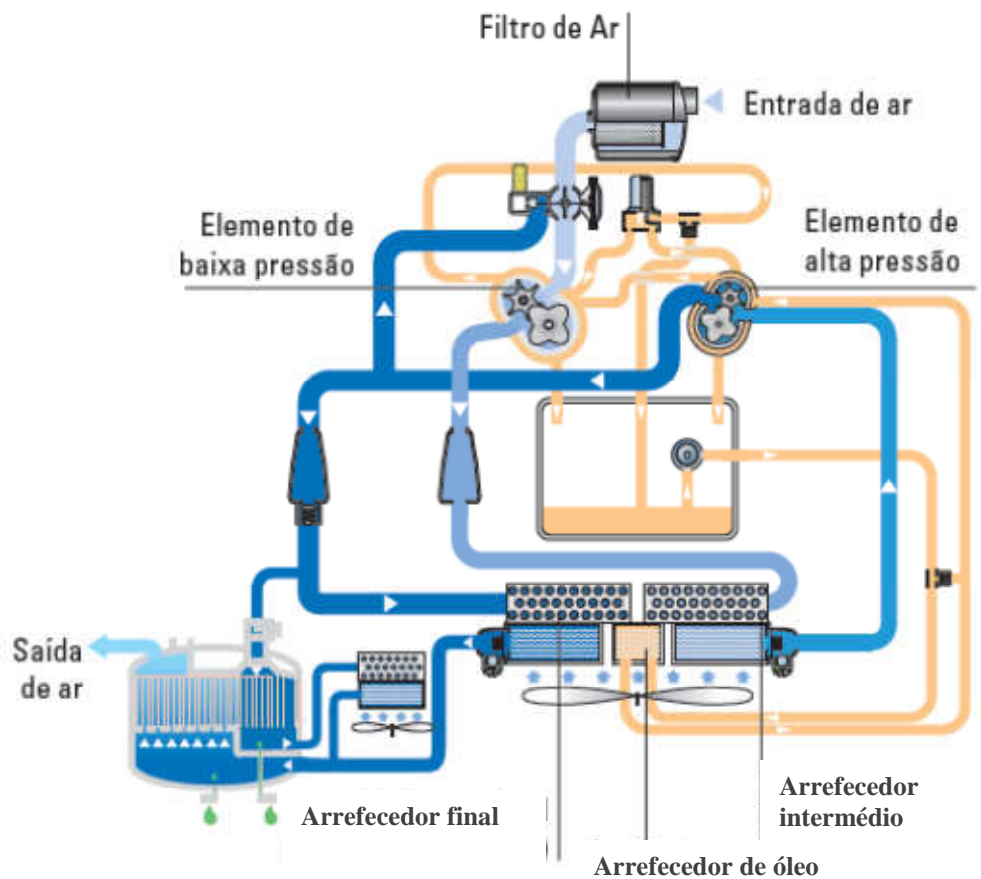 Filtro de Ar
Entrada de ar
Elemento de
baixa pressão
Elemento de
alta pressão
Saída
de ar
Arrefecedor final
Arrefecedor
intermédio
Arrefecedor de óleo